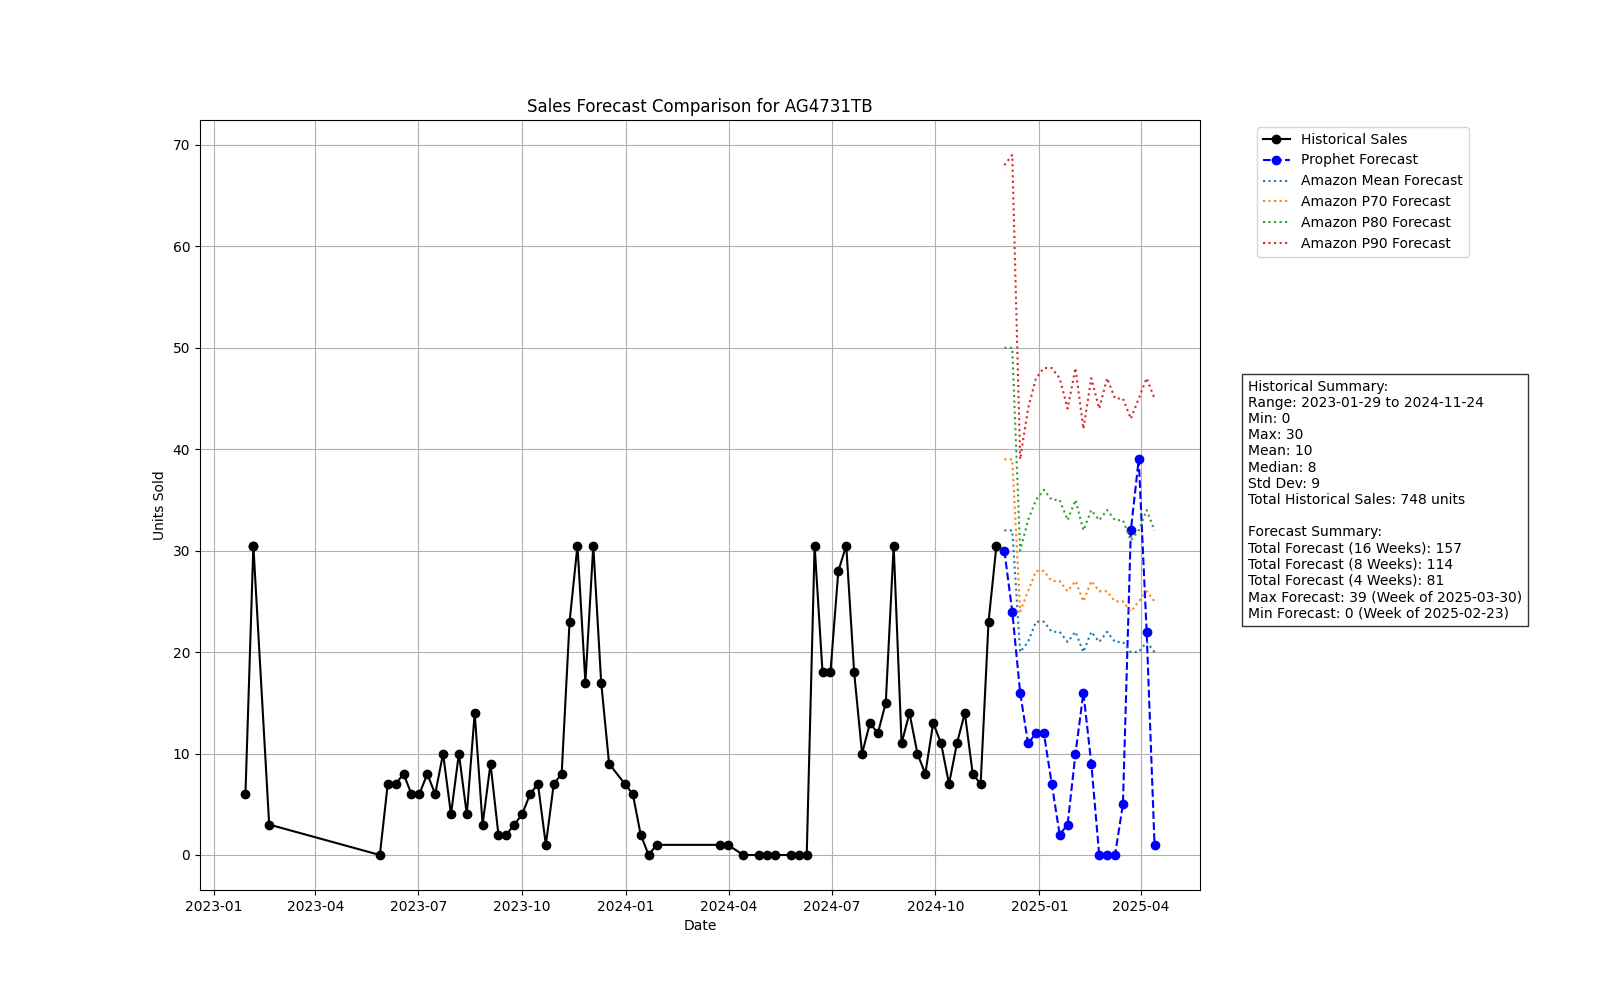 Sales Forecast Comparison for AG4731TB
70
60
50
40
30
20
10
0
Units Sold
2023-01
2023-04
2023-07
2023-10
2024-01
2024-04
2024-07
2024-10
2025-01
2025-04
Date
Historical Sales
Prophet Forecast
Amazon Mean Forecast
Amazon P70 Forecast
Amazon P80 Forecast
Amazon P90 Forecast
Historical Summary:
Range: 2023-01-29 to 2024-11-24
Min: 0
Max: 30
Mean: 10
Median: 8
Std Dev: 9
Total Historical Sales: 748 units
Forecast Summary:
Total Forecast (16 Weeks): 157
Total Forecast (8 Weeks): 114
Total Forecast (4 Weeks): 81
Max Forecast: 39 (Week of 2025-03-30)
Min Forecast: 0 (Week of 2025-02-23)